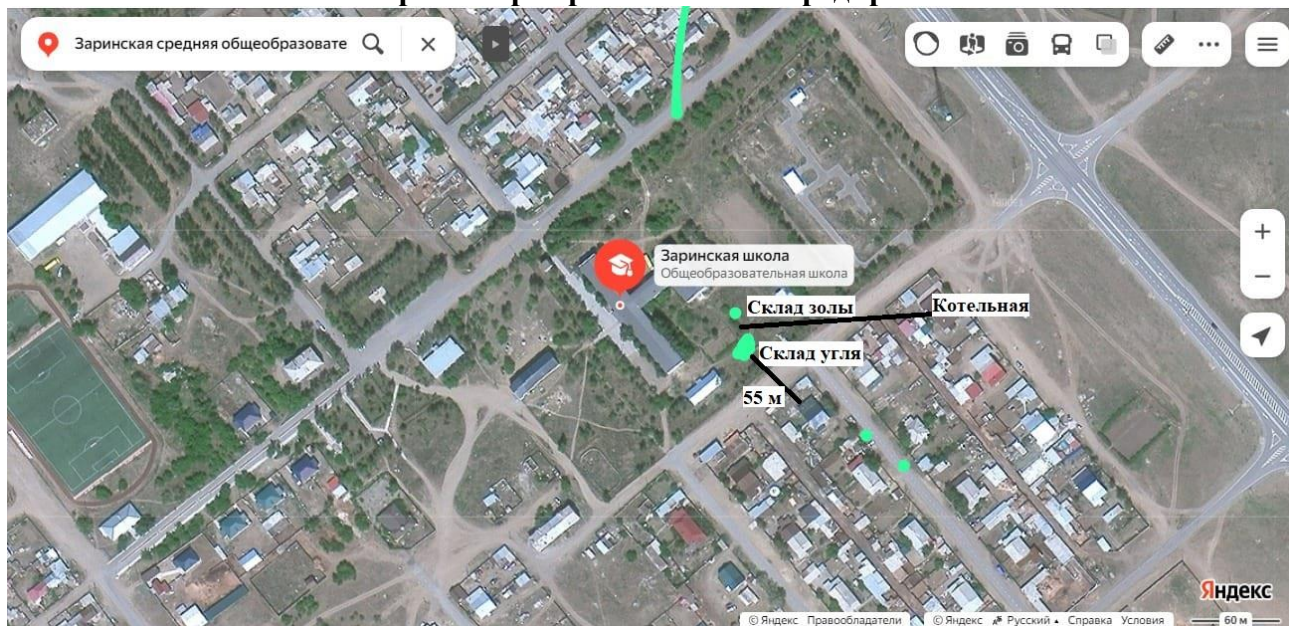 Заринская средняя общеобразовате
Заринская школа
Общеобразовательная школа
Склад золы
Котельная
Склад угля
55 м
Яндекс
© Яндекс Правообладатели
© Яндекс Русский Справка Условия
60 м